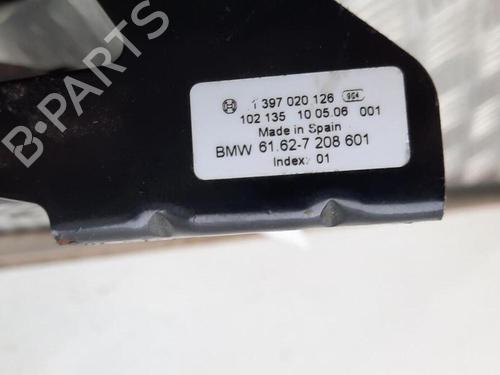 1 397 020 126 904
102 135 10 05.06 001
Made in Spain
BMW 61.62-7 208 601
Index: 01
B-PARTS